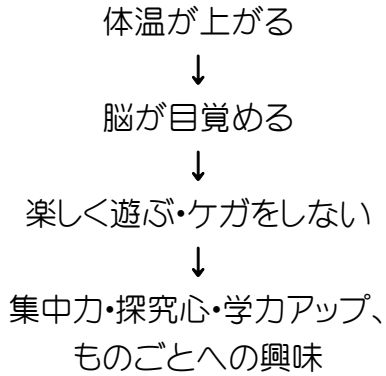 体温が上がる
↓
脳が目覚める
↓
楽しく遊ぶ・ケガをしない
↓
集中力・探究心・学力アップ、
ものごとへの興味